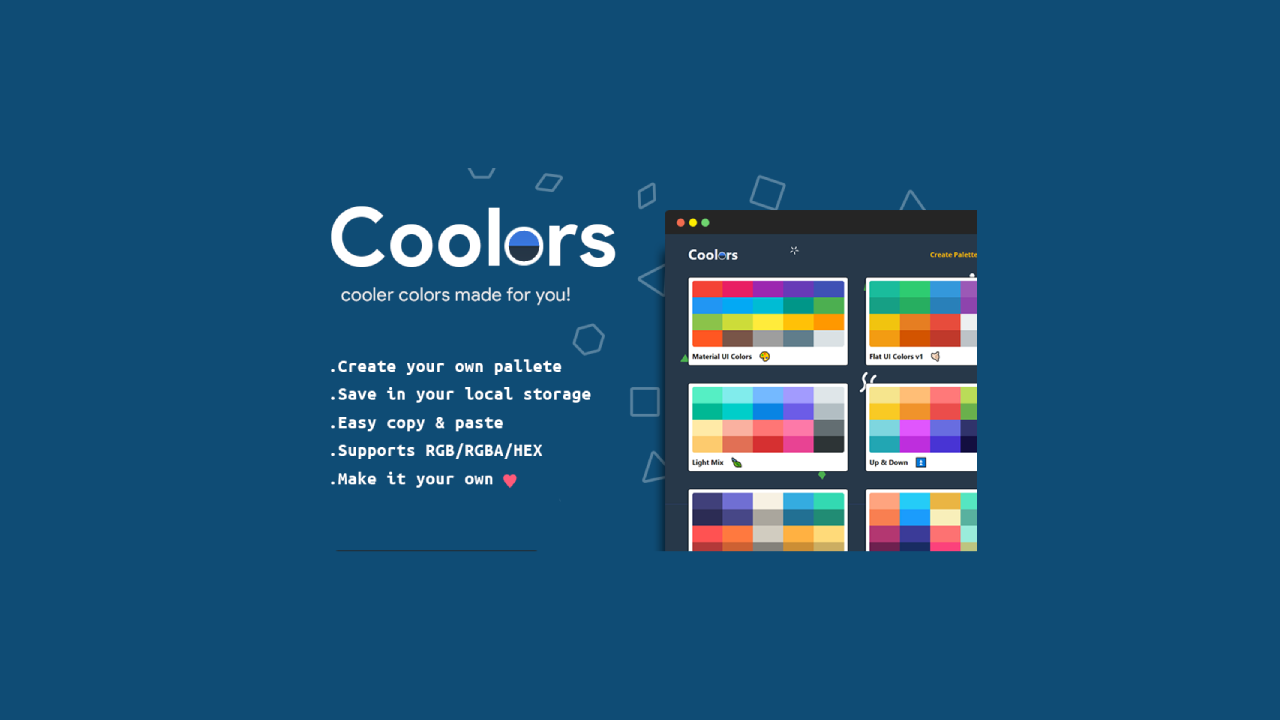 Coolors
cooler colors made for you!
.Create your own pallete
.Save in your local storage
.Easy copy & paste
.Supports RGB/RGBA/HEX
.Make it your own
Coolors
Create Palette
Material UI Colors
Flat UI Colors v1
Light Mix
Up & Down